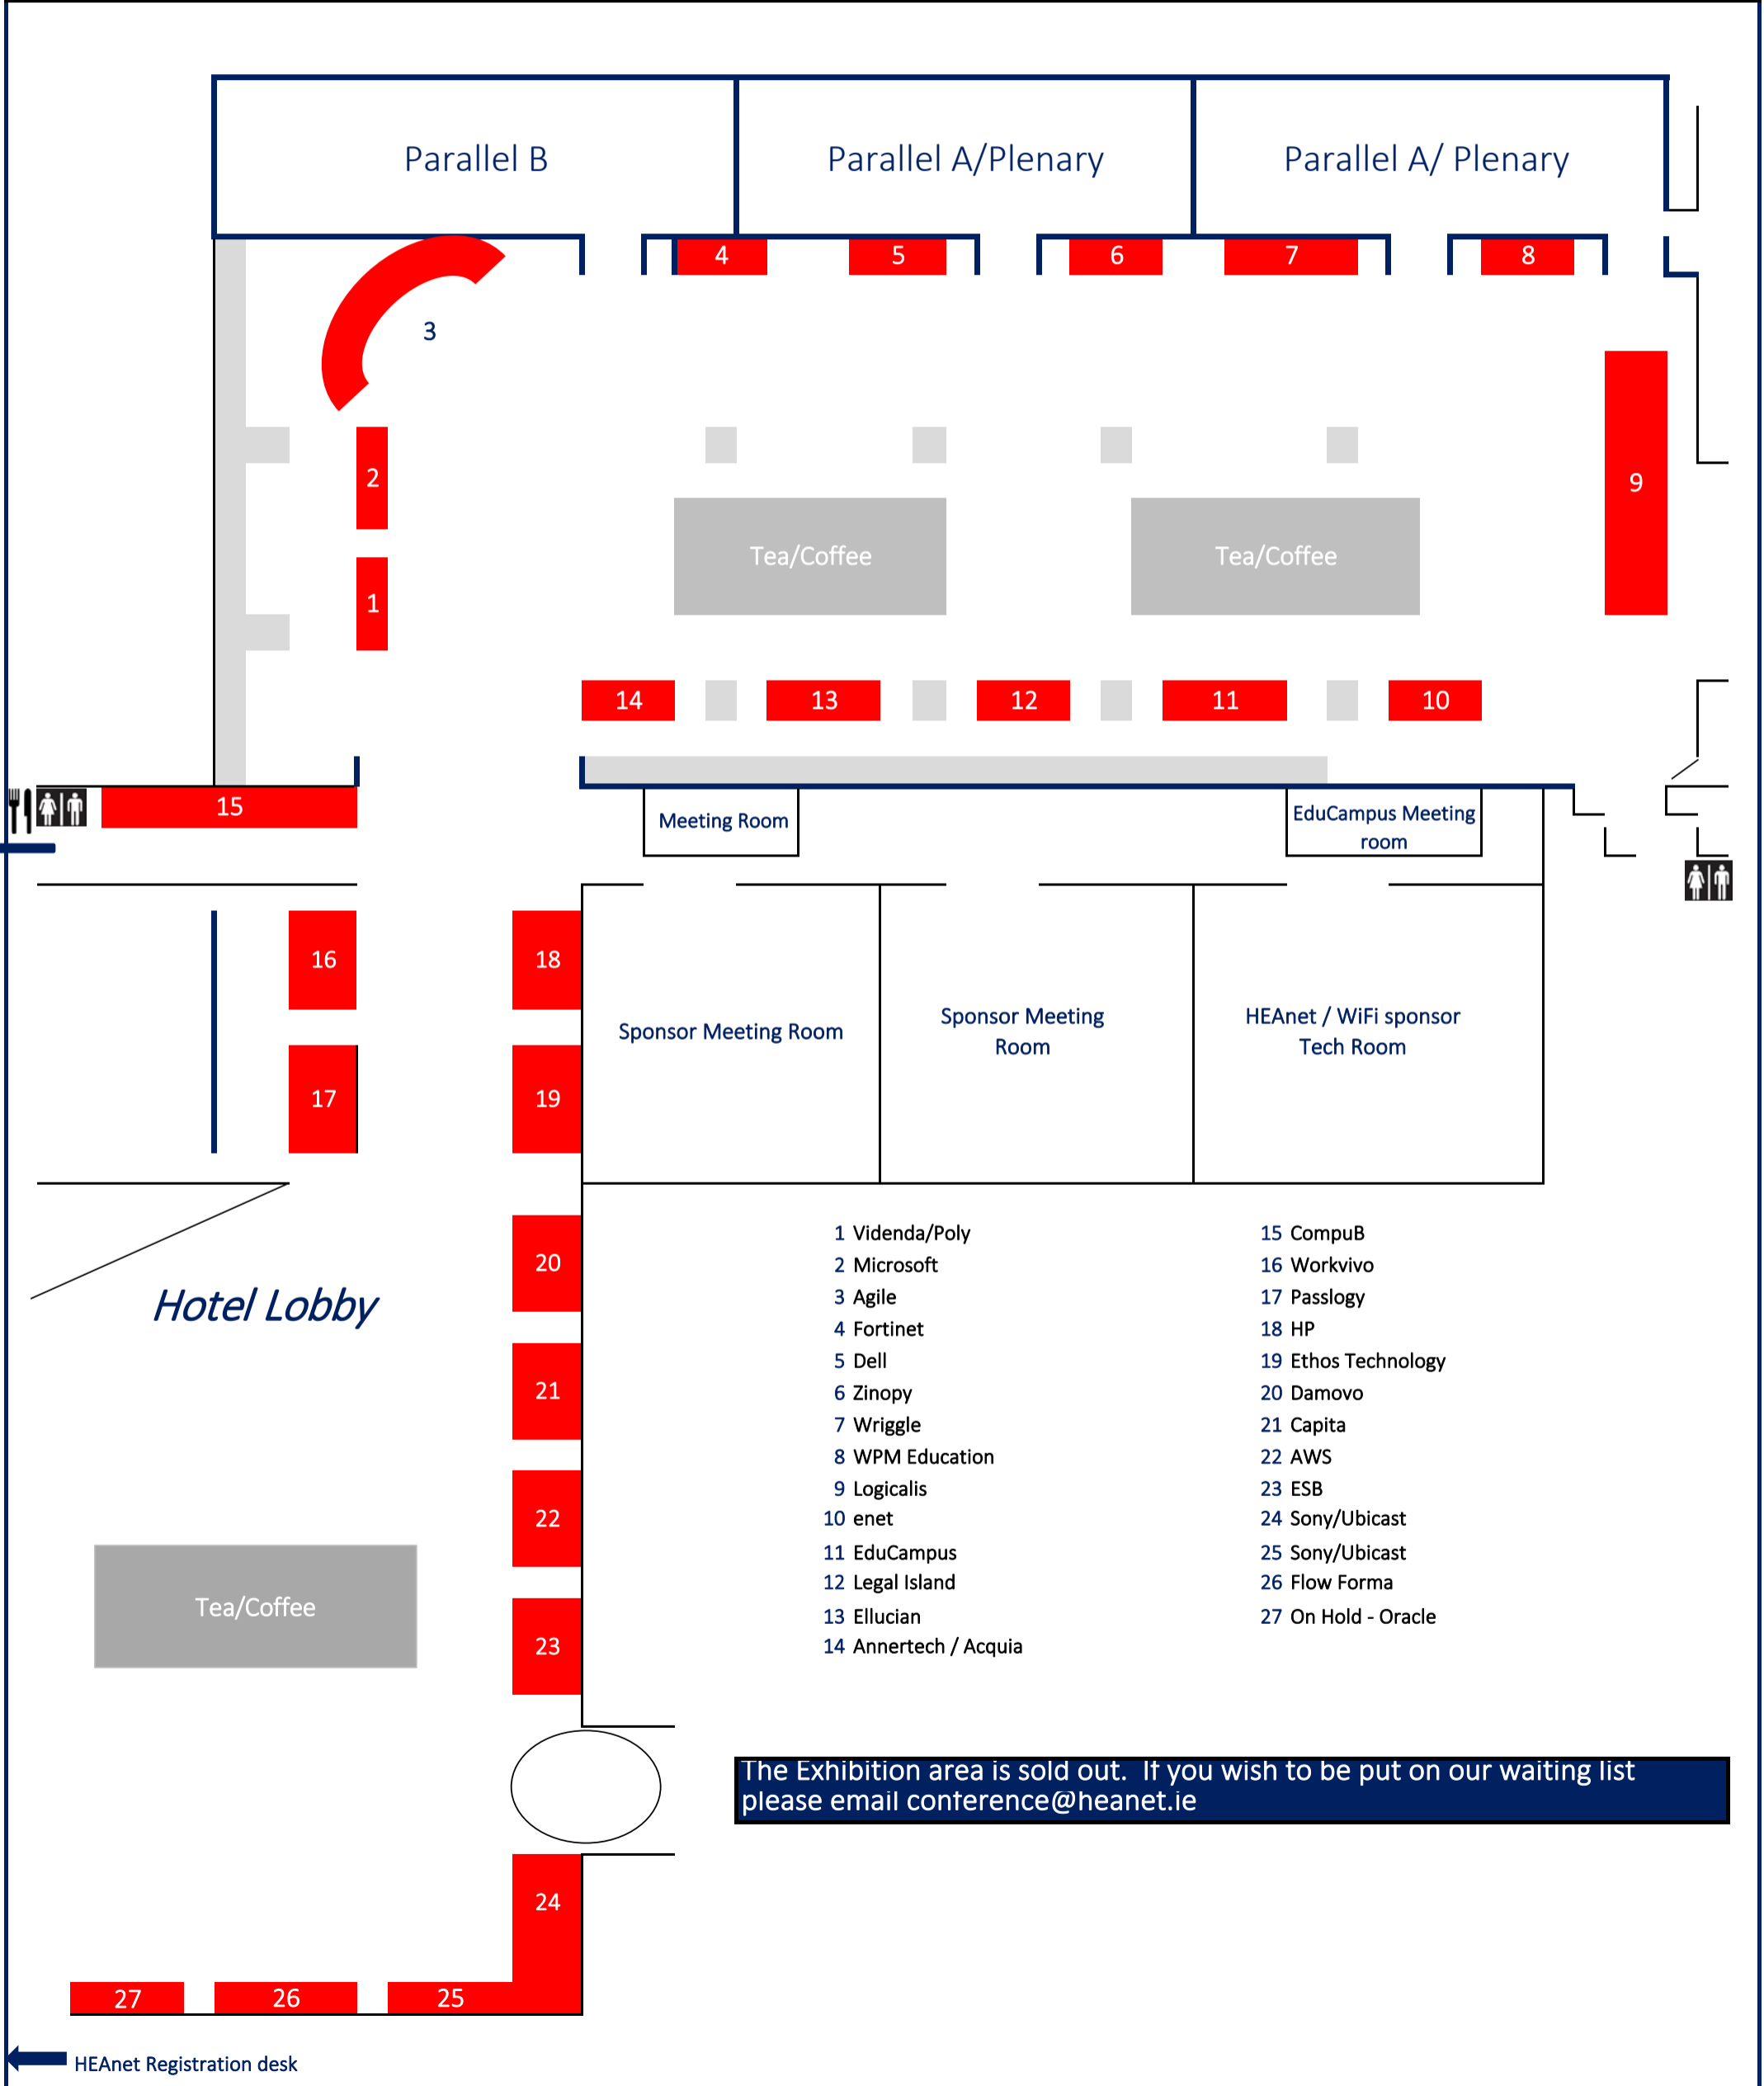 Parallel B
Parallel A/Plenary
Parallel A/ Plenary
4
5
6
7
8
3
2
9
Tea/Coffee
Tea/Coffee
1
14
13
12
11
10
15
Meeting Room
EduCampus Meeting
room
16
18
Sponsor Meeting Room
Sponsor Meeting
Room
HEAnet / WiFi sponsor
Tech Room
17
19
20
Hotel Lobby
21
22
Tea/Coffee
23
1 Videnda/Poly
2 Microsoft
3 Agile
4 Fortinet
5 Dell
6 Zinopy
7 Wriggle
8 WPM Education
9 Logicalis
10 enet
11 EduCampus
12 Legal Island
13 Ellucian
14 Annertech / Acquia
15 CompuB
16 Workvivo
17 Passlogy
18 HP
19 Ethos Technology
20 Damovo
21 Capita
22 AWS
23 ESB
24 Sony/Ubicast
25 Sony/Ubicast
26 Flow Forma
27 On Hold - Oracle
The Exhibition area is sold out. If you wish to be put on our waiting list
please email conference@heanet.ie
24
27
26
25
HEAnet Registration desk